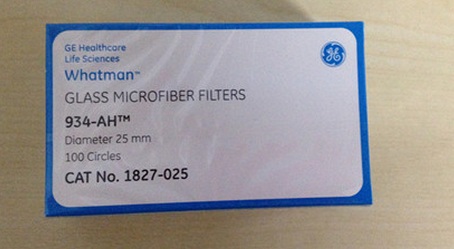 GE Healthcare
Life Sciences
Whatman™
GLASS MICROFIBER FILTERS
934-AH™
Diameter 25 mm
100 Circles
CAT No. 1827-025